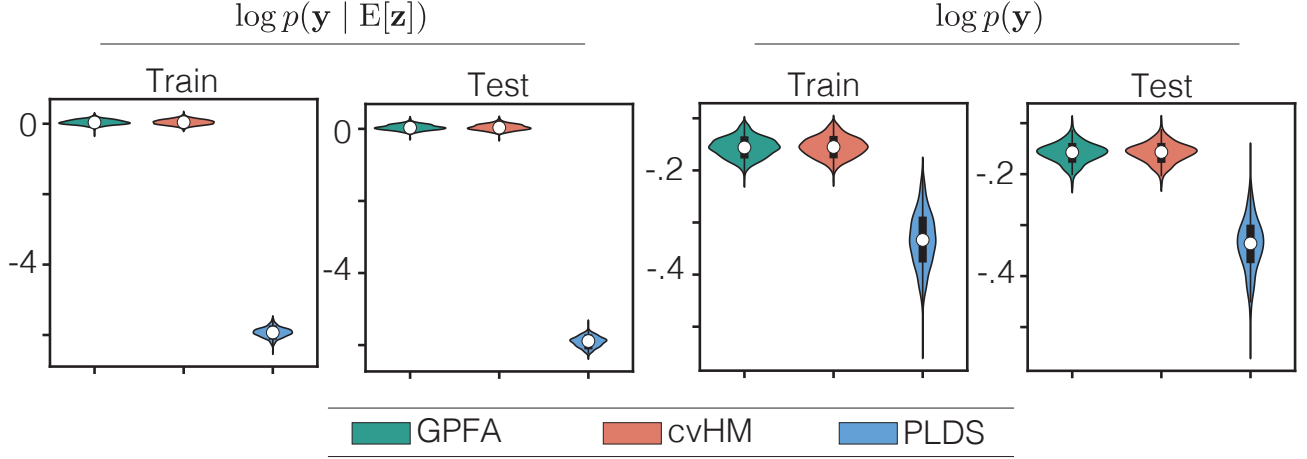 log p(y | E[z])
log p(y)
Train
Test
Train
Test
0
-4
0
-4
-.2
-.4
-.2
-.4
GPFA
cvHM
PLDS